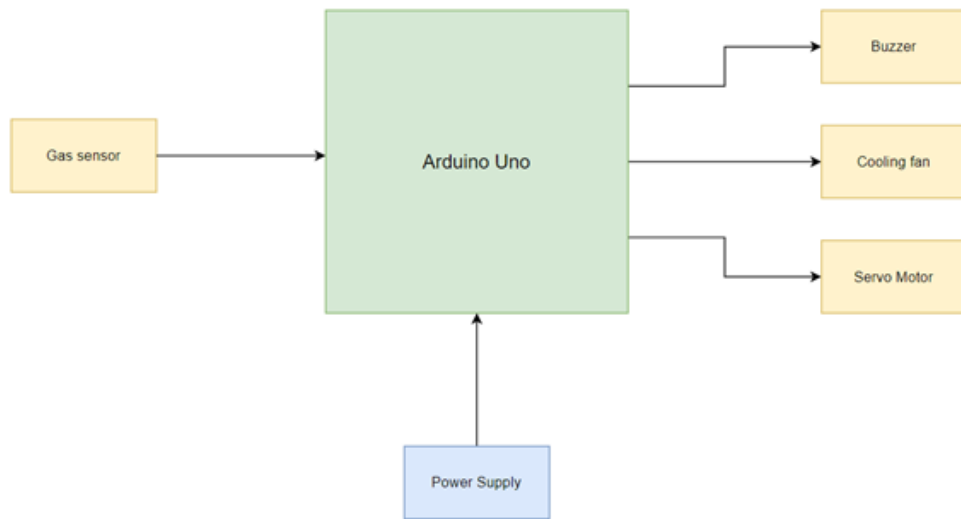 Buzzer
Gas sensor
Arduino Uno
Cooling fan
Servo Motor
Power Supply